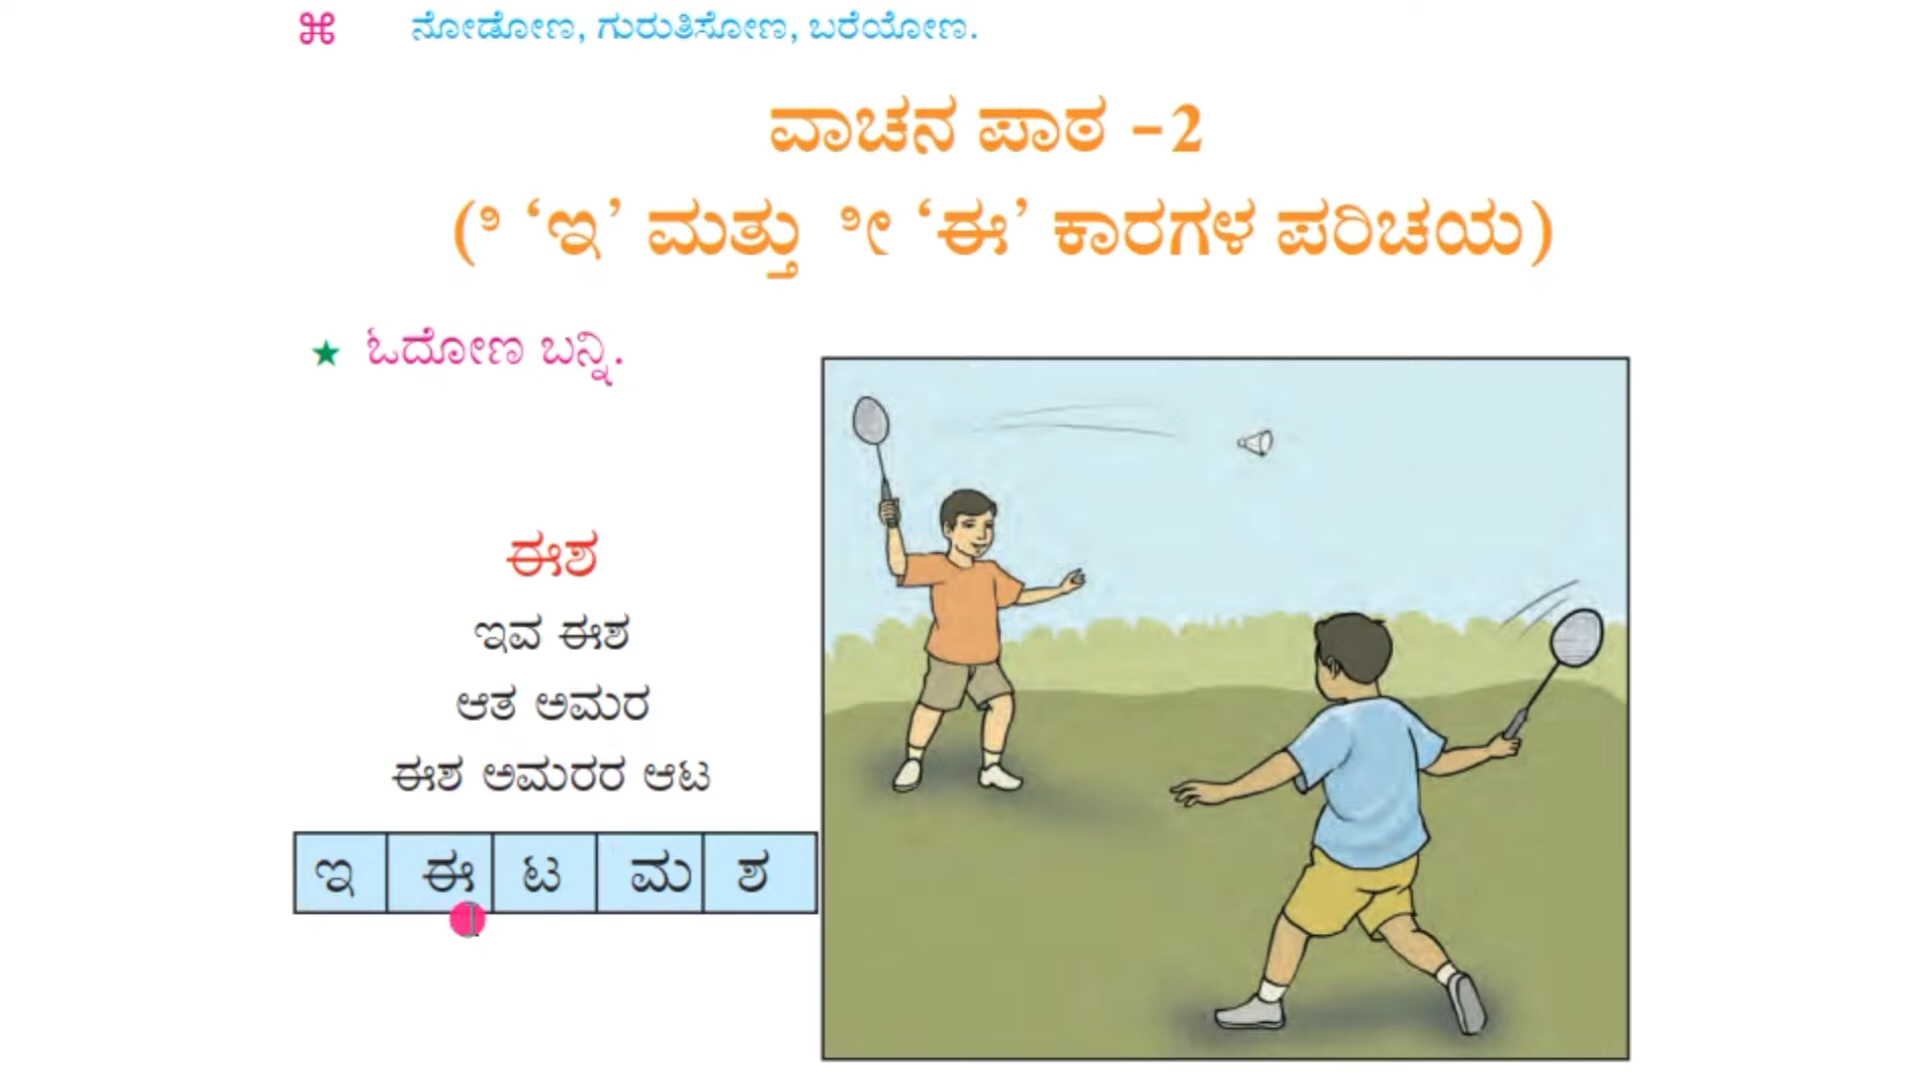 ನೋಡೋಣ, ಗುರುತಿಸೋಣ, ಬರೆಯೋಣ.
ವಾಚನ ಪಾಠ -2
( ಿ ‘ಇ’ ಮತ್ತು ೀ ‘ಈ’ ಕಾರಗಳ ಪರಿಚಯ)
★ ಓದೋಣ ಬನ್ನಿ.
ಈಶ
ಇವ ಈಶ
ಆತ ಅಮರ
ಈಶ ಅಮರರ ಆಟ
ಇ ಈ ಟ ಮ ಶ